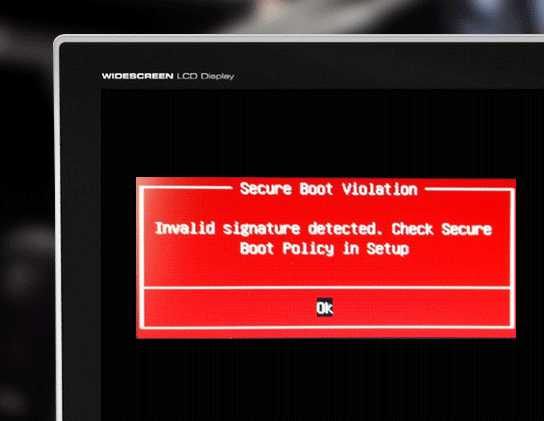 WIDESCREEN LCD Display
Secure Boot Violation
Invalid signature detected. Check Secure
Boot Policy in Setup
Ok